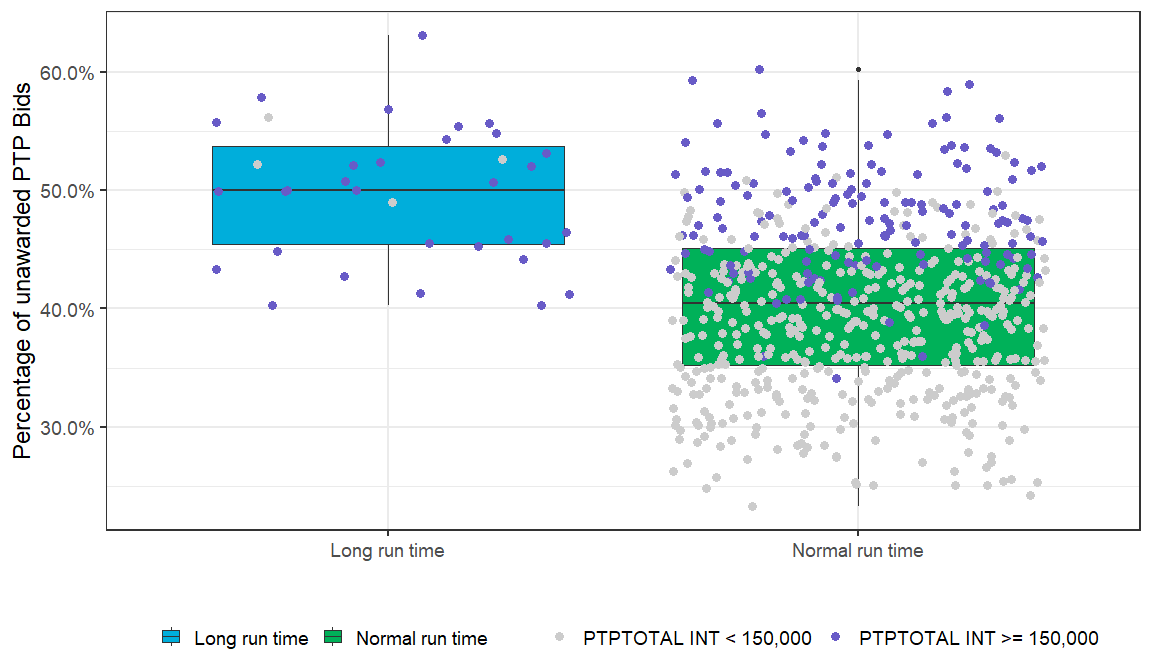 Percentage of unawarded PTP Bids
60.0%
50.0%
40.0%
30.0%
Long run time
Normal run time
Long run time
Normal run time
PTPTOTAL INT < 150,000
PTPTOTAL INT >= 150,000